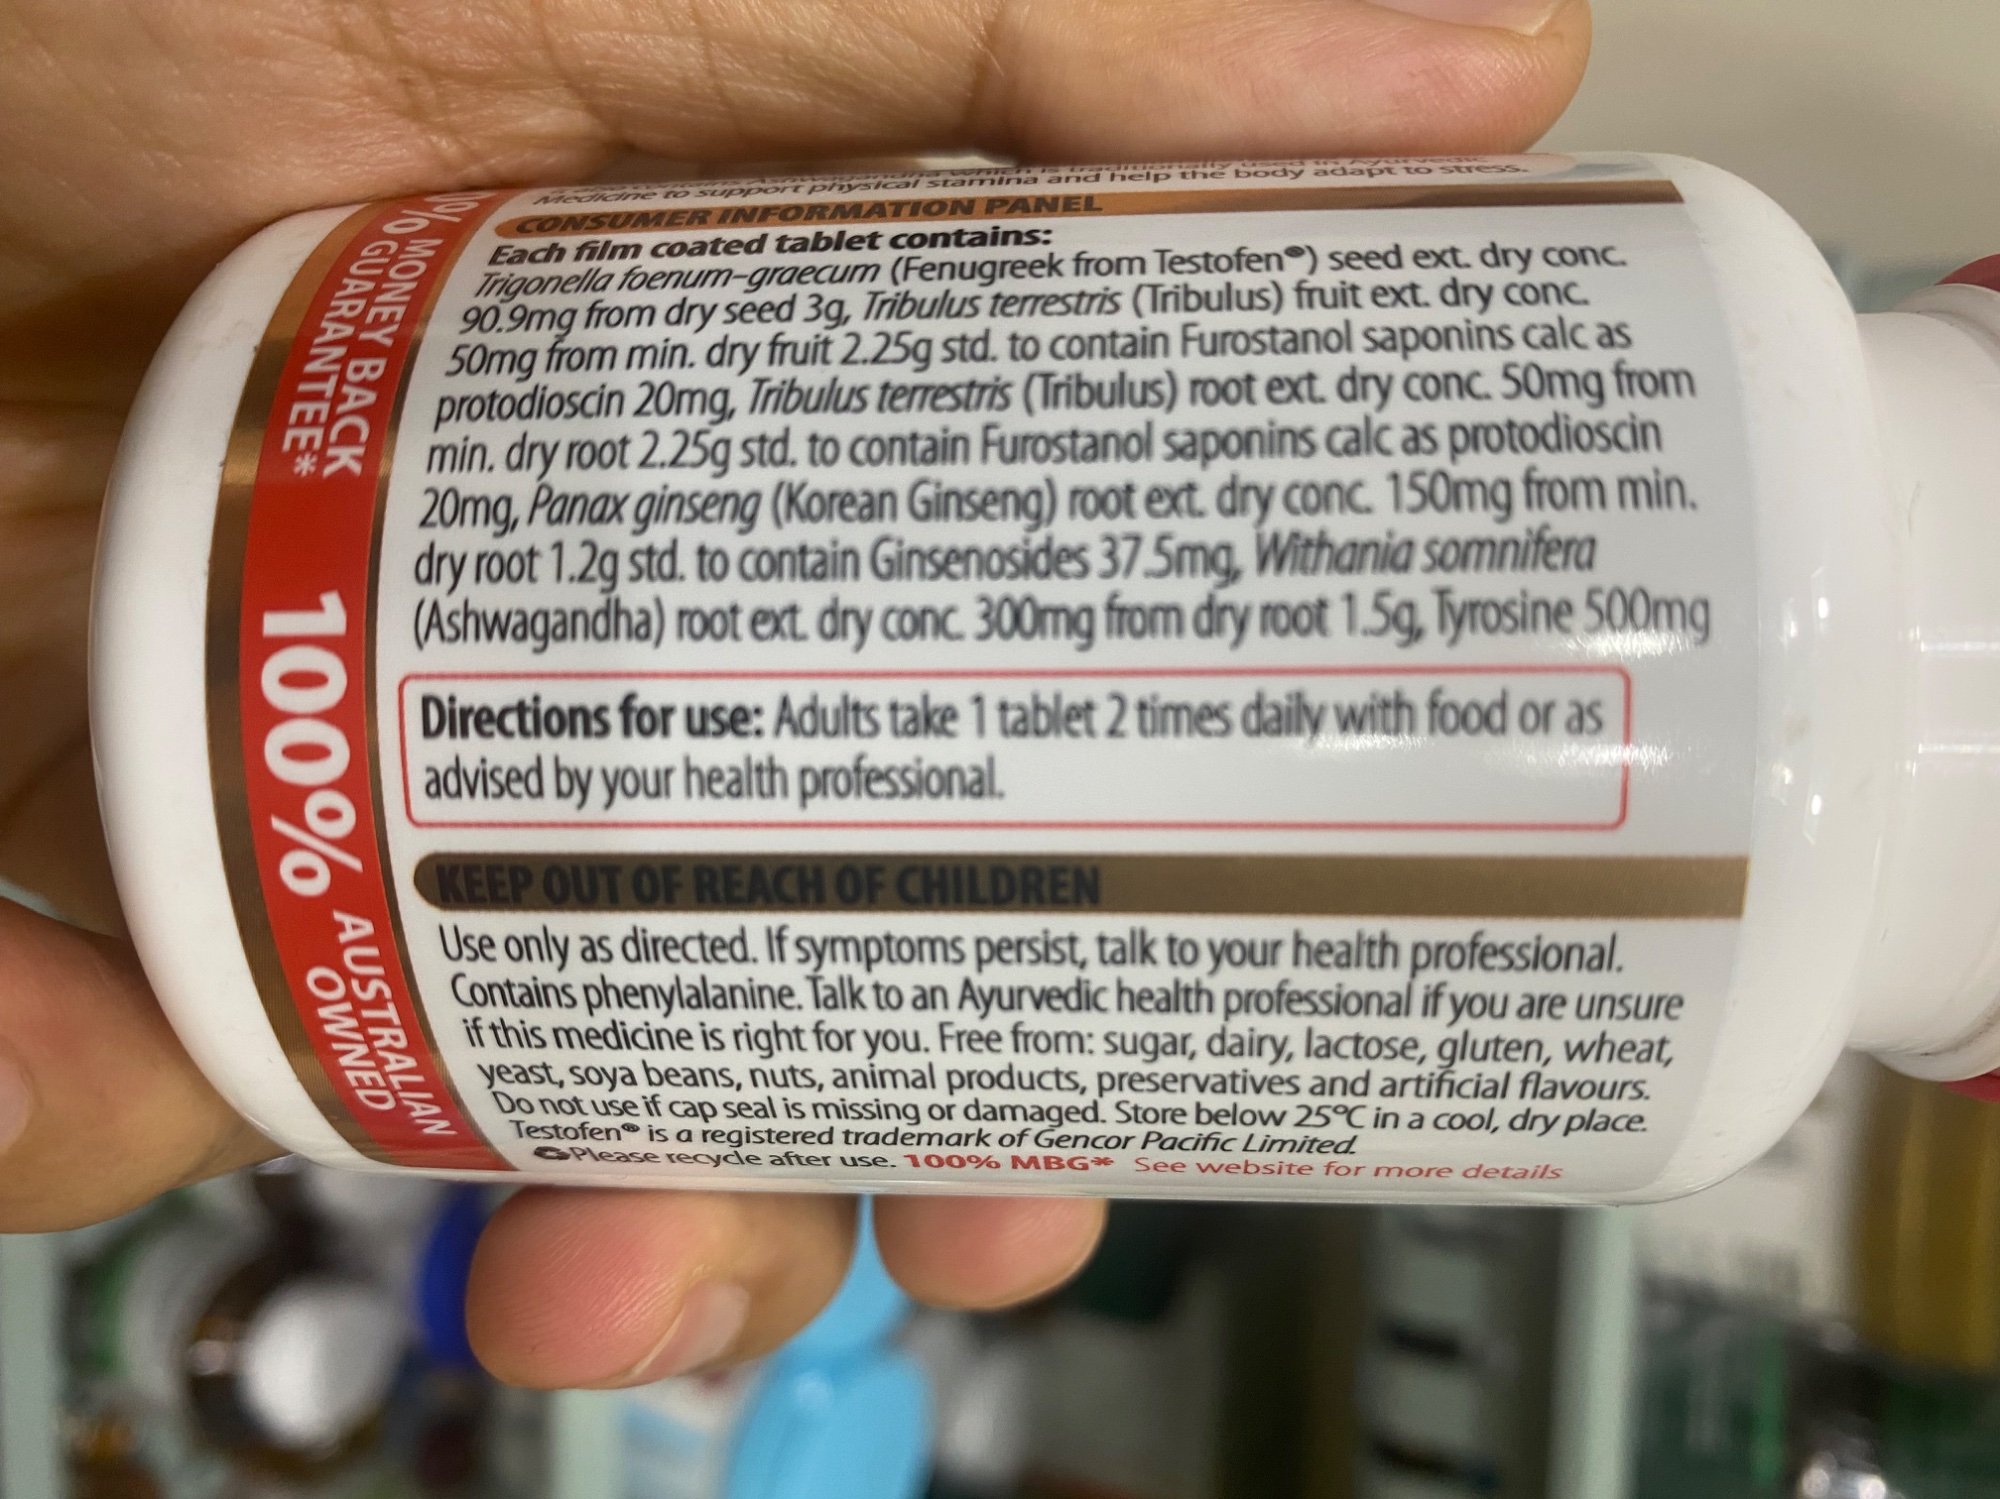 Medicine to support physical stamina and help the body adapt to stress.
CONSUMER INFORMATION PANEL
Each film coated tablet contains:
Trigonella foenum-graecum (Fenugreek from Testofen®) seed ext. dry conc.
90.9mg from dry seed 3g, Tribulus terrestris (Tribulus) fruit ext. dry conc.
50mg from min. dry fruit 2.25g std. to contain Furostanol saponins calc as
protodioscin 20mg, Tribulus terrestris (Tribulus) root ext. dry conc. 50mg from
min. dry root 2.25g std. to contain Furostanol saponins calc as protodioscin
20mg, Panax ginseng (Korean Ginseng) root ext. dry conc. 150mg from min.
dry root 1.2g std. to contain Ginsenosides 37.5mg, Withania somnifera
(Ashwagandha) root ext. dry conc. 300mg from dry root 1.5g, Tyrosine 500mg
Directions for use: Adults take 1 tablet 2 times daily with food or as
advised by your health professional.
KEEP OUT OF REACH OF CHILDREN
Use only as directed. If symptoms persist, talk to your health professional.
Contains phenylalanine. Talk to an Ayurvedic health professional if you are unsure
if this medicine is right for you. Free from: sugar, dairy, lactose, gluten, wheat,
yeast, soya beans, nuts, animal products, preservatives and artificial flavours.
Do not use if cap seal is missing or damaged. Store below 25°C in a cool, dry place.
Testofen® is a registered trademark of Gencor Pacific Limited.
Please recycle after use. 100% MBG* See website for more details
MONEY BACK
GUARANTEE*
100%
AUSTRALIAN
OWNED